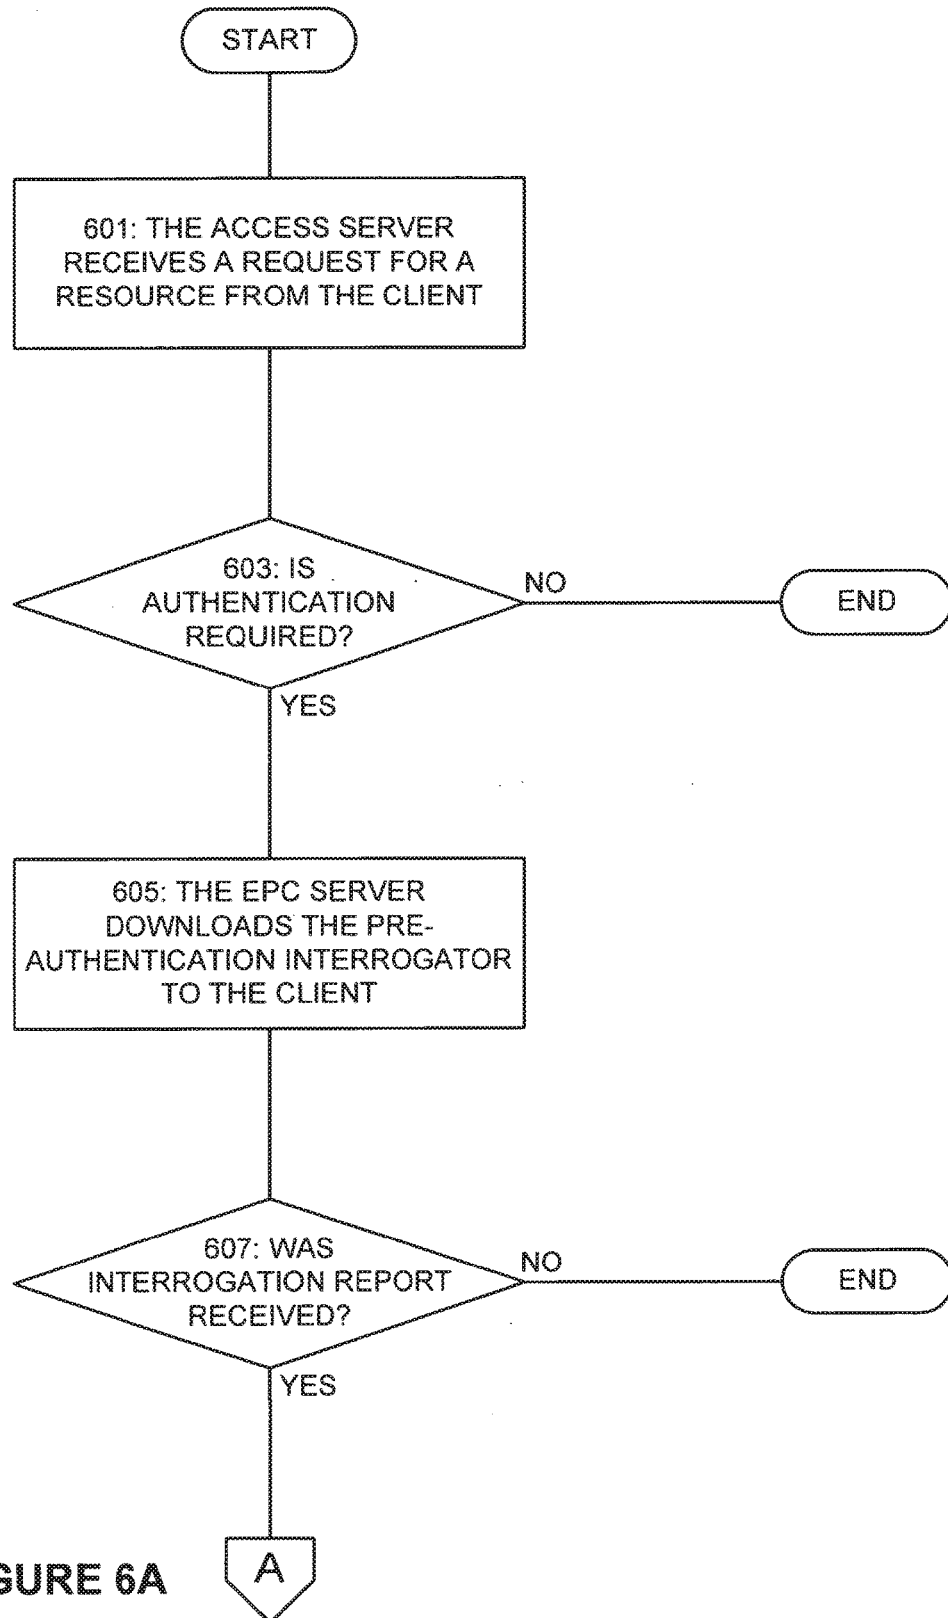 START
601: THE ACCESS SERVER
RECEIVES A REQUEST FOR A
RESOURCE FROM THE CLIENT
603: IS
AUTHENTICATION
REQUIRED?
NO
END
YES
605: THE EPC SERVER
DOWNLOADS THE PRE-
AUTHENTICATION INTERROGATOR
TO THE CLIENT
607: WAS
INTERROGATION REPORT
RECEIVED?
NO
END
YES
A
GURE 6A